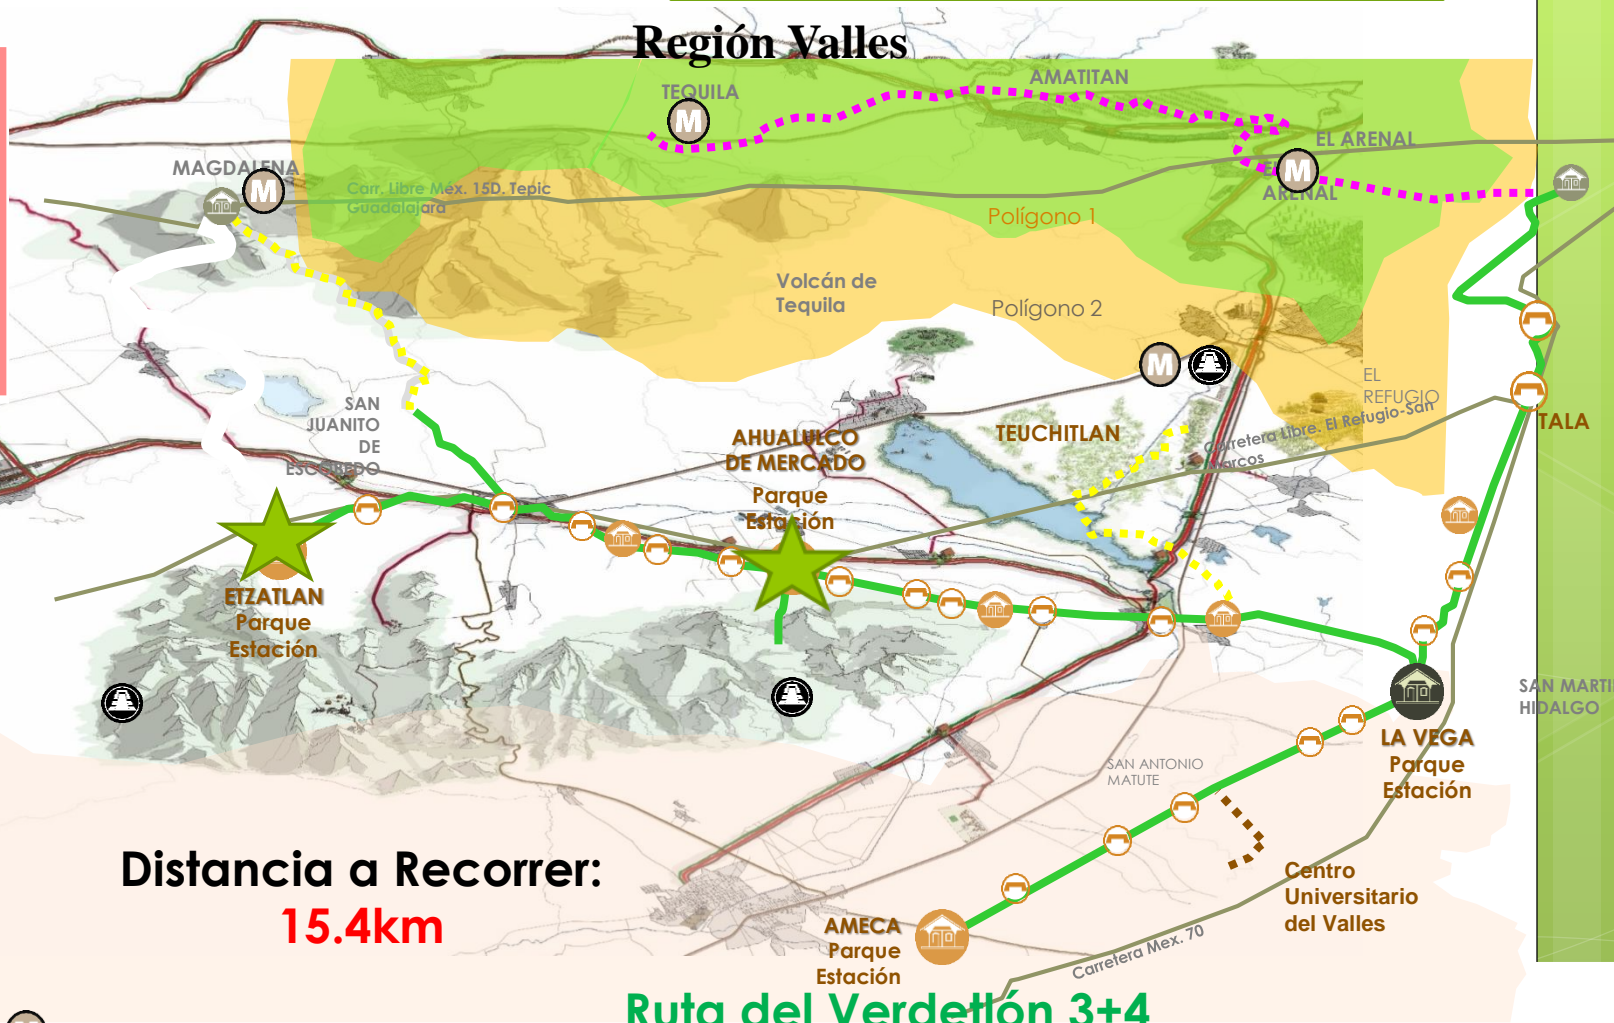 Región Valles
TEQUILA
M
AMATITAN
EL ARENAL
MAGDALENA
M
Carr. Libre Méx. 15D. Tepic
Guadalajara
M
ARENAL
Polígono 1
Volcán de
Tequila
Polígono 2
M
EL
REFUGIO
SAN
JUANITO
DE
ESCOBEDO
AHUALULCO
DE MERCADO
Parque
Estación
TEUCHITLAN
Carretera Libre. El Refugio-San
Marcos
TALA
ETZATLAN
Parque
Estación
SAN MARTI
HIDALGO
LA VEGA
Parque
Estación
SAN ANTONIO
MATUTE
Distancia a Recorrer:
15.4km
Centro
Universitario
del Valles
AMECA
Parque
Estación
Carretera Mex. 70
Ruta del Verdetlón 3+4